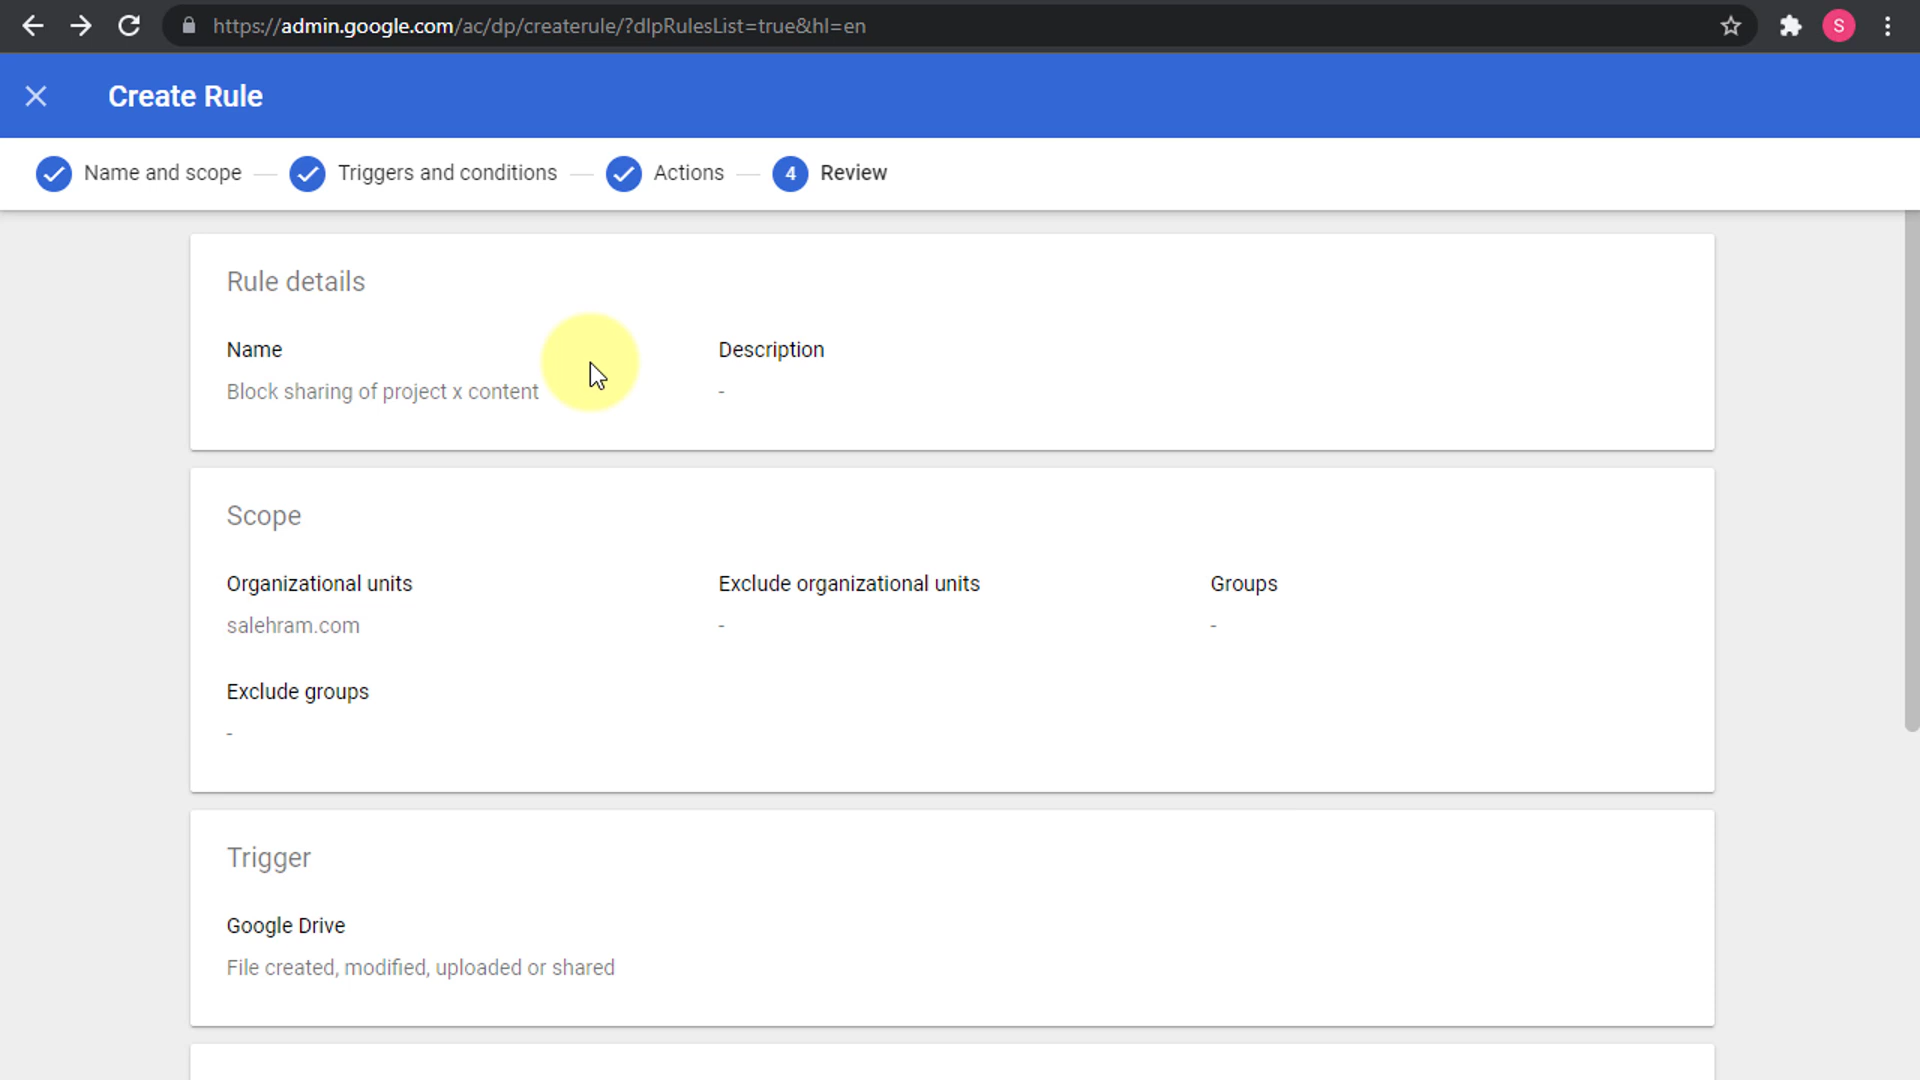 https://admin.google.com/ac/dp/createrule/?dlpRulesList=true&hl=en
S
Create Rule
Name and scope
Triggers and conditions
Actions
4 Review
Rule details
Name
Description
Block sharing of project x content
-
Scope
Organizational units
Exclude organizational units
Groups
salehram.com
-
-
Exclude groups
-
Trigger
Google Drive
File created, modified, uploaded or shared